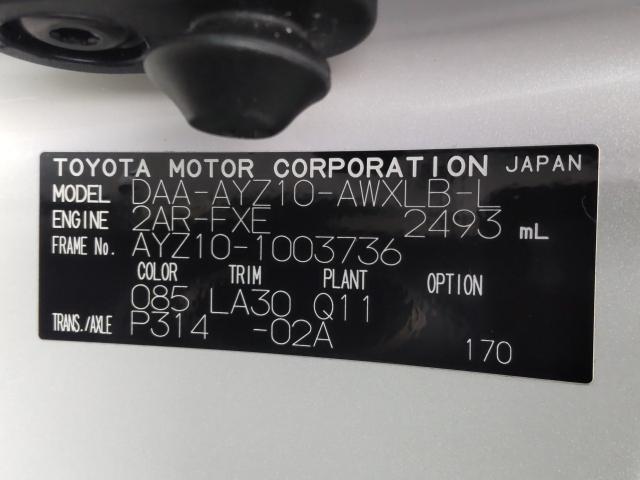 TOYOTA MOTOR CORPORATION JAPAN
MODEL DAA-AYZ10-AWXLB-L
ENGINE 2AR-FXE 2493 mL
FRAME No. AYZ10-1003736
COLOR TRIM PLANT OPTION
085 LA30 Q11
TRANS./AXLE P314 -02A
170